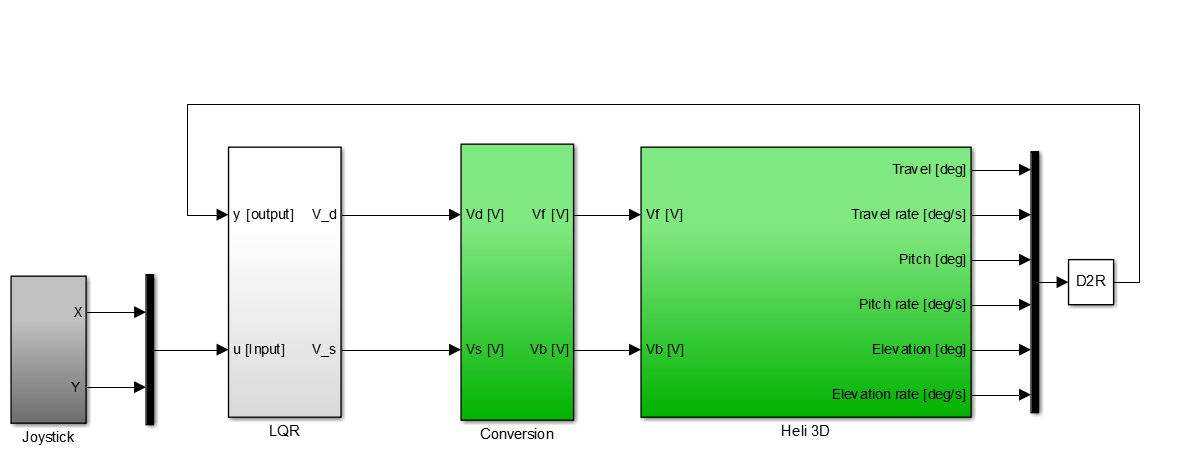 X
Y
Joystick
y [output]
V_d
u [Input]
V_s
LQR
Vd [V]
Vf [V]
Vs [V]
Vb [V]
Conversion
Vf [V]
Vb [V]
Travel [deg]
Travel rate [deg/s]
Pitch [deg]
Pitch rate [deg/s]
Elevation [deg]
Elevation rate [deg/s]
Heli 3D
D2R